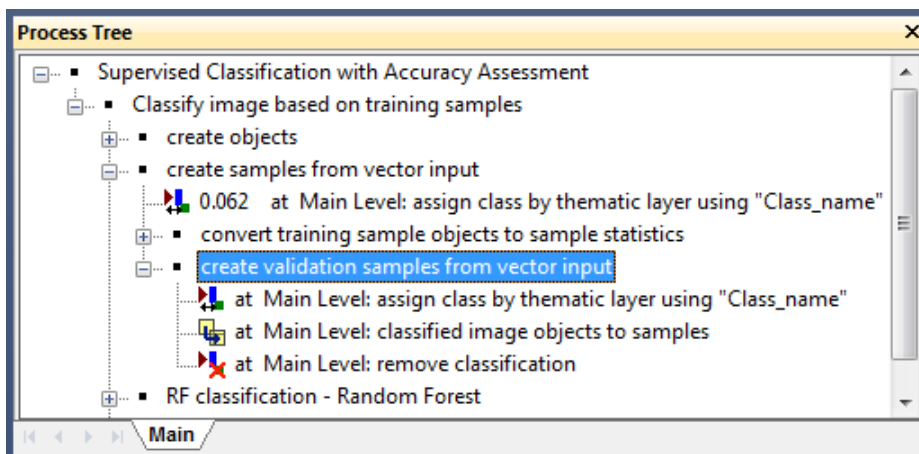 Process Tree
Supervised Classification with Accuracy Assessment
Classify image based on training samples
create objects
create samples from vector input
0.062 at Main Level: assign class by thematic layer using "Class_name"
convert training sample objects to sample statistics
create validation samples from vector input
at Main Level: assign class by thematic layer using "Class_name"
at Main Level: classified image objects to samples
at Main Level: remove classification
RF classification - Random Forest
Main